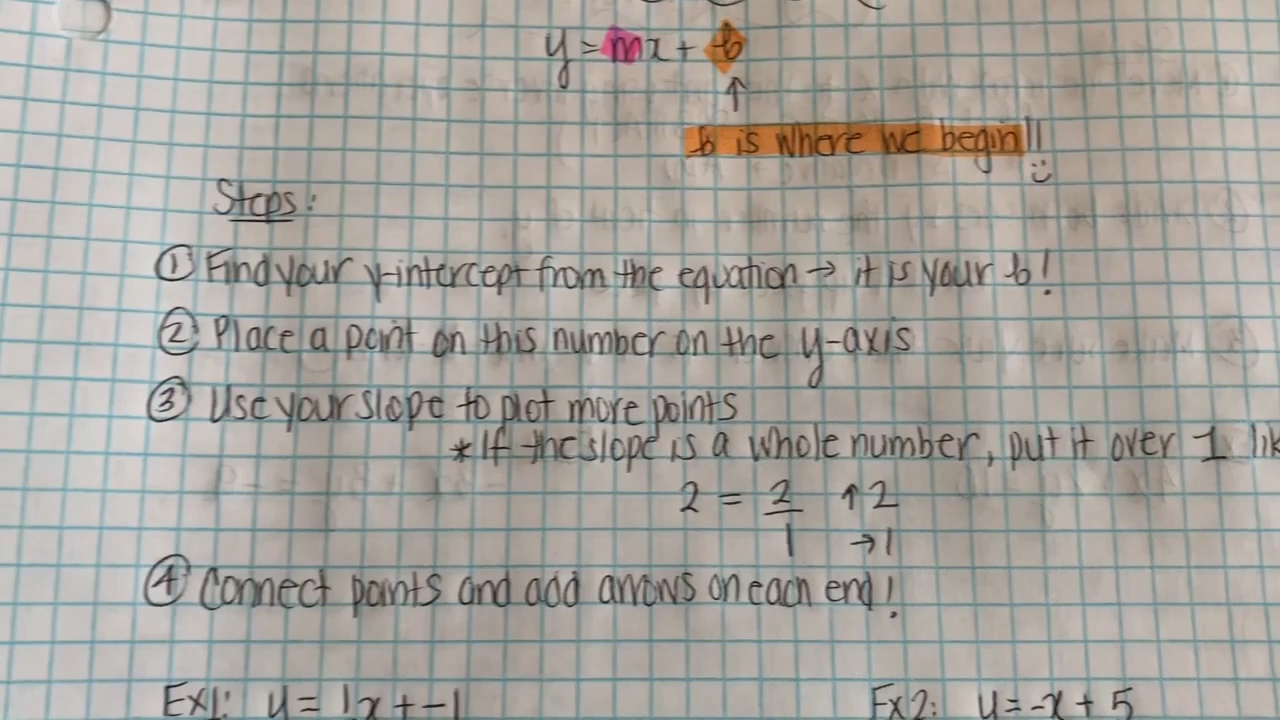 y = mx + b
↑
b is where we begin!!
Steps:
① Find your y-intercept from the equation → it is your b!
② Place a point on this number on the y-axis
③ Use your slope to plot more points
*If the slope is a whole number, put it over 1
2 = 2/1 ↑2 →1
④ Connect points and add arrows on each end!
Ex1: y = 1x + -1 Ex2: y = -x + 5